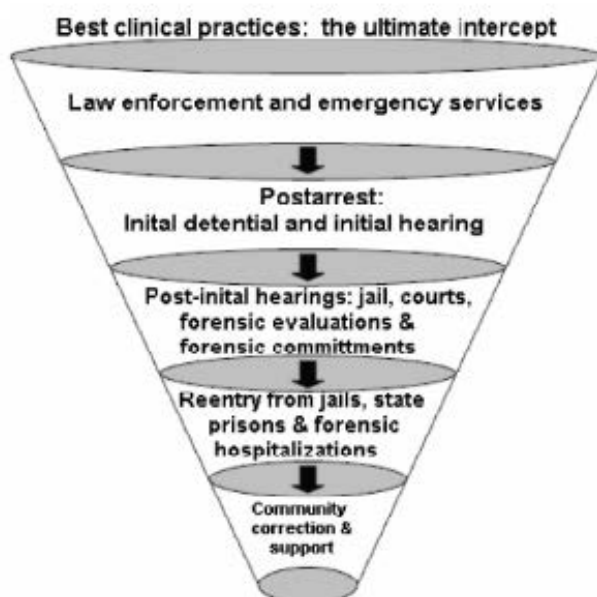 Best clinical practices: the ultimate intercept
Law enforcement and emergency services
Postarrest:
Inital detential and initial hearing
Post-inital hearings: jail, courts,
forensic evaluations &
forensic committments
Reentry from jails, state
prisons & forensic
hospitalizations
Community
correction &
support